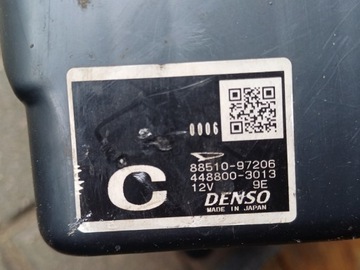 0006
88510-97206
448800-3013
12V 9E
C
DENSO
MADE IN JAPAN